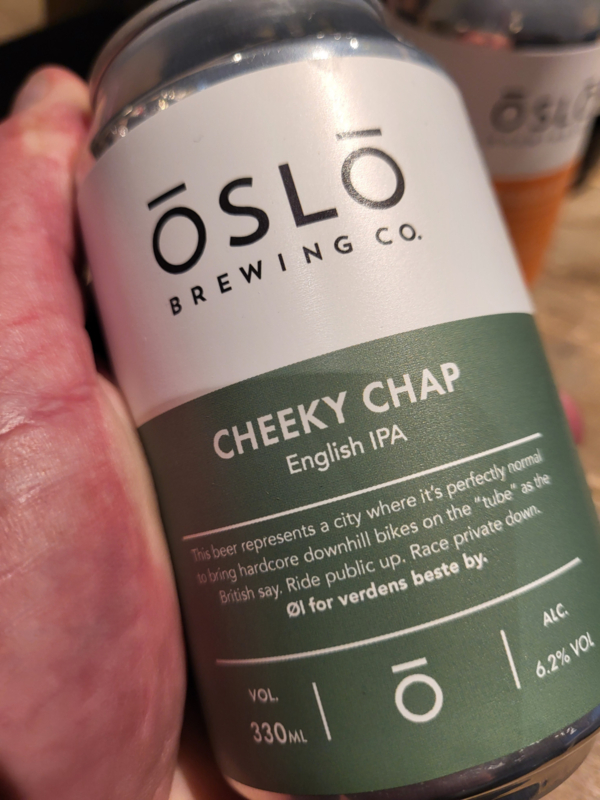 ŌSLŌ
BREWING CO.
CHEEKY CHAP
English IPA
This beer represents a city where it's perfectly normal
to bring hardcore downhill bikes on the "tube" as the
British say. Ride public up. Race private down.
Øl for verdens beste by.
VOL.
330ML
Ō
ALC.
6.2% VOL
ŌSLŌ